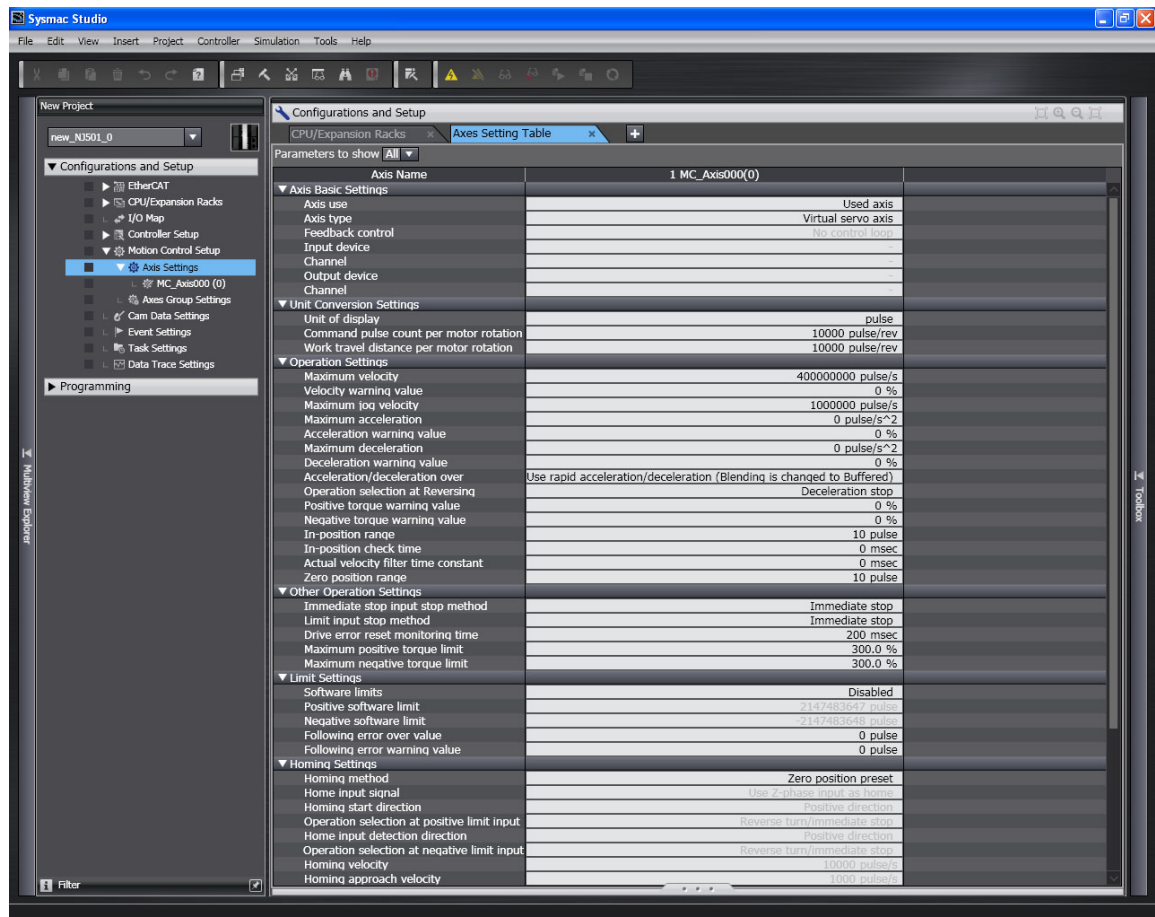 Sysmac Studio
File Edit View Insert Project Controller Simulation Tools Help
New Project
new_NJ501_0
Configurations and Setup
EtherCAT
CPU/Expansion Racks
I/O Map
Controller Setup
Motion Control Setup
Axis Settings
MC_Axis000 (0)
Axes Group Settings
Cam Data Settings
Event Settings
Task Settings
Data Trace Settings
Programming
Filter
Multiview Explorer
Configurations and Setup
CPU/Expansion Racks Axes Setting Table
Parameters to show All
Axis Name 1 MC_Axis000(0)
Axis Basic Settings
Axis use Used axis
Axis type Virtual servo axis
Feedback control No control loop
Input device -
Channel -
Output device -
Channel -
Unit Conversion Settings
Unit of display pulse
Command pulse count per motor rotation 10000 pulse/rev
Work travel distance per motor rotation 10000 pulse/rev
Operation Settings
Maximum velocity 400000000 pulse/s
Velocity warning value 0 %
Maximum jog velocity 1000000 pulse/s
Maximum acceleration 0 pulse/s^2
Acceleration warning value 0 %
Maximum deceleration 0 pulse/s^2
Deceleration warning value 0 %
Acceleration/deceleration over Use rapid acceleration/deceleration (Blending is changed to Buffered)
Operation selection at Reversing Deceleration stop
Positive torque warning value 0 %
Negative torque warning value 0 %
In-position range 10 pulse
In-position check time 0 msec
Actual velocity filter time constant 0 msec
Zero position range 10 pulse
Other Operation Settings
Immediate stop input stop method Immediate stop
Limit input stop method Immediate stop
Drive error reset monitoring time 200 msec
Maximum positive torque limit 300.0 %
Maximum negative torque limit 300.0 %
Limit Settings
Software limits Disabled
Positive software limit 2147483647 pulse
Negative software limit -2147483648 pulse
Following error over value 0 pulse
Following error warning value 0 pulse
Homing Settings
Homing method Zero position preset
Home input signal Use Z-phase input as home
Homing start direction Positive direction
Operation selection at positive limit input Reverse turn/immediate stop
Home input detection direction Positive direction
Operation selection at negative limit input Reverse turn/immediate stop
Homing velocity 10000 pulse/s
Homing approach velocity 1000 pulse/s
Toolbox